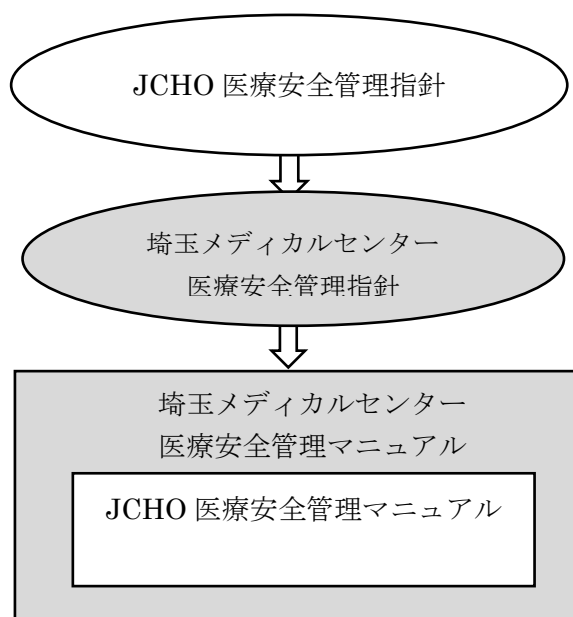 JCHO 医療安全管理指針
埼玉メディカルセンター
医療安全管理指針
埼玉メディカルセンター
医療安全管理マニュアル
JCHO 医療安全管理マニュアル